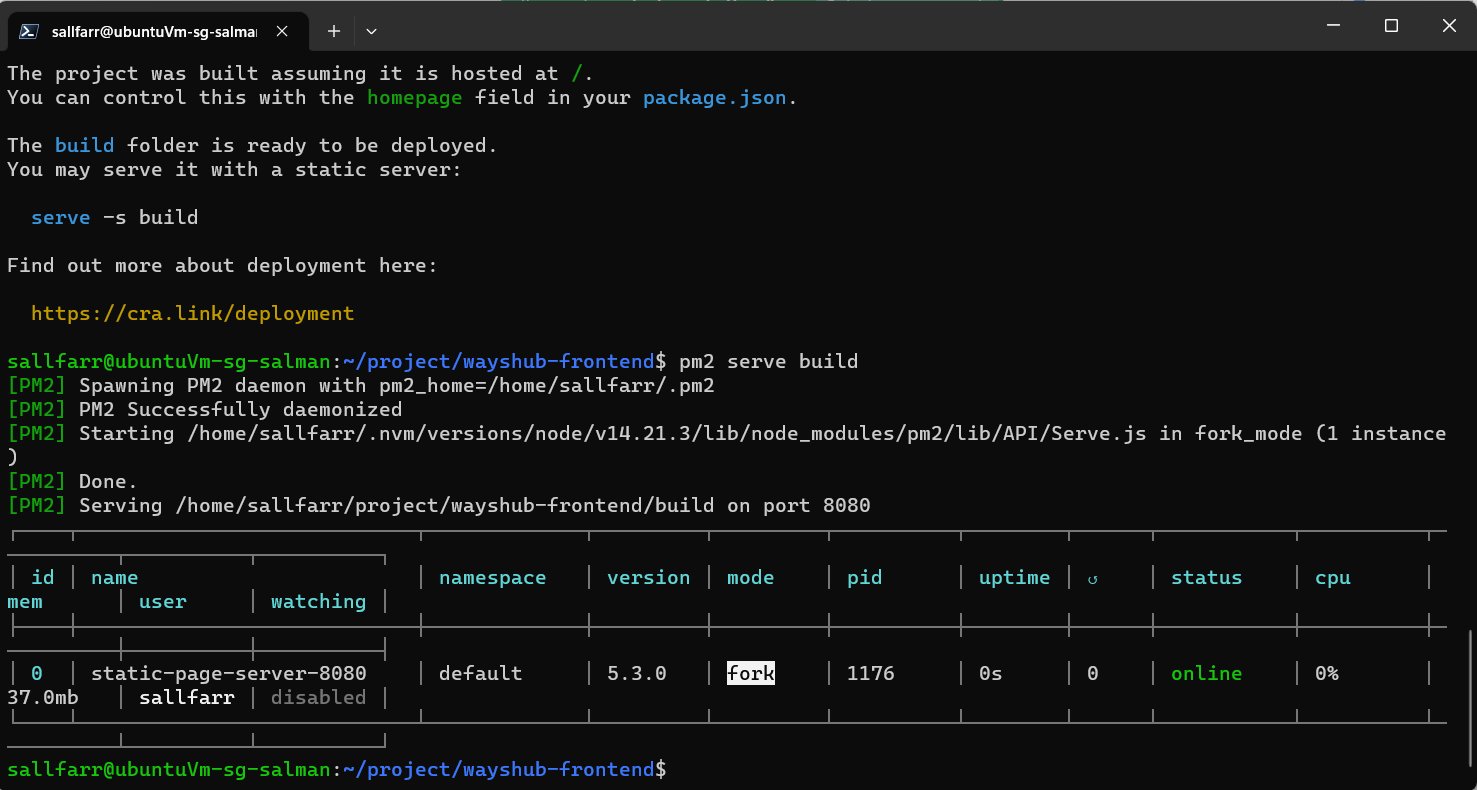 sallfarr@ubuntuVm-sg-salmar
The project was built assuming it is hosted at /.
You can control this with the homepage field in your package.json.
The build folder is ready to be deployed.
You may serve it with a static server:
serve -s build
Find out more about deployment here:
https://cra.link/deployment
sallfarr@ubuntuVm-sg-salman:~/project/wayshub-frontend$ pm2 serve build
[PM2] Spawning PM2 daemon with pm2_home=/home/sallfarr/.pm2
[PM2] PM2 Successfully daemonized
[PM2] Starting /home/sallfarr/.nvm/versions/node/v14.21.3/lib/node_modules/pm2/lib/API/Serve.js in fork_mode (1 instance
)
[PM2] Done.
[PM2] Serving /home/sallfarr/project/wayshub-frontend/build on port 8080
│ id │ name │ namespace │ version │ mode │ pid │ uptime │ ↺ │ status │ cpu │
mem │ user │ watching │
│ 0 │ static-page-server-8080 │ default │ 5.3.0 │ fork │ 1176 │ 0s │ 0 │ online │ 0% │
37.0mb │ sallfarr │ disabled │
sallfarr@ubuntuVm-sg-salman:~/project/wayshub-frontend$